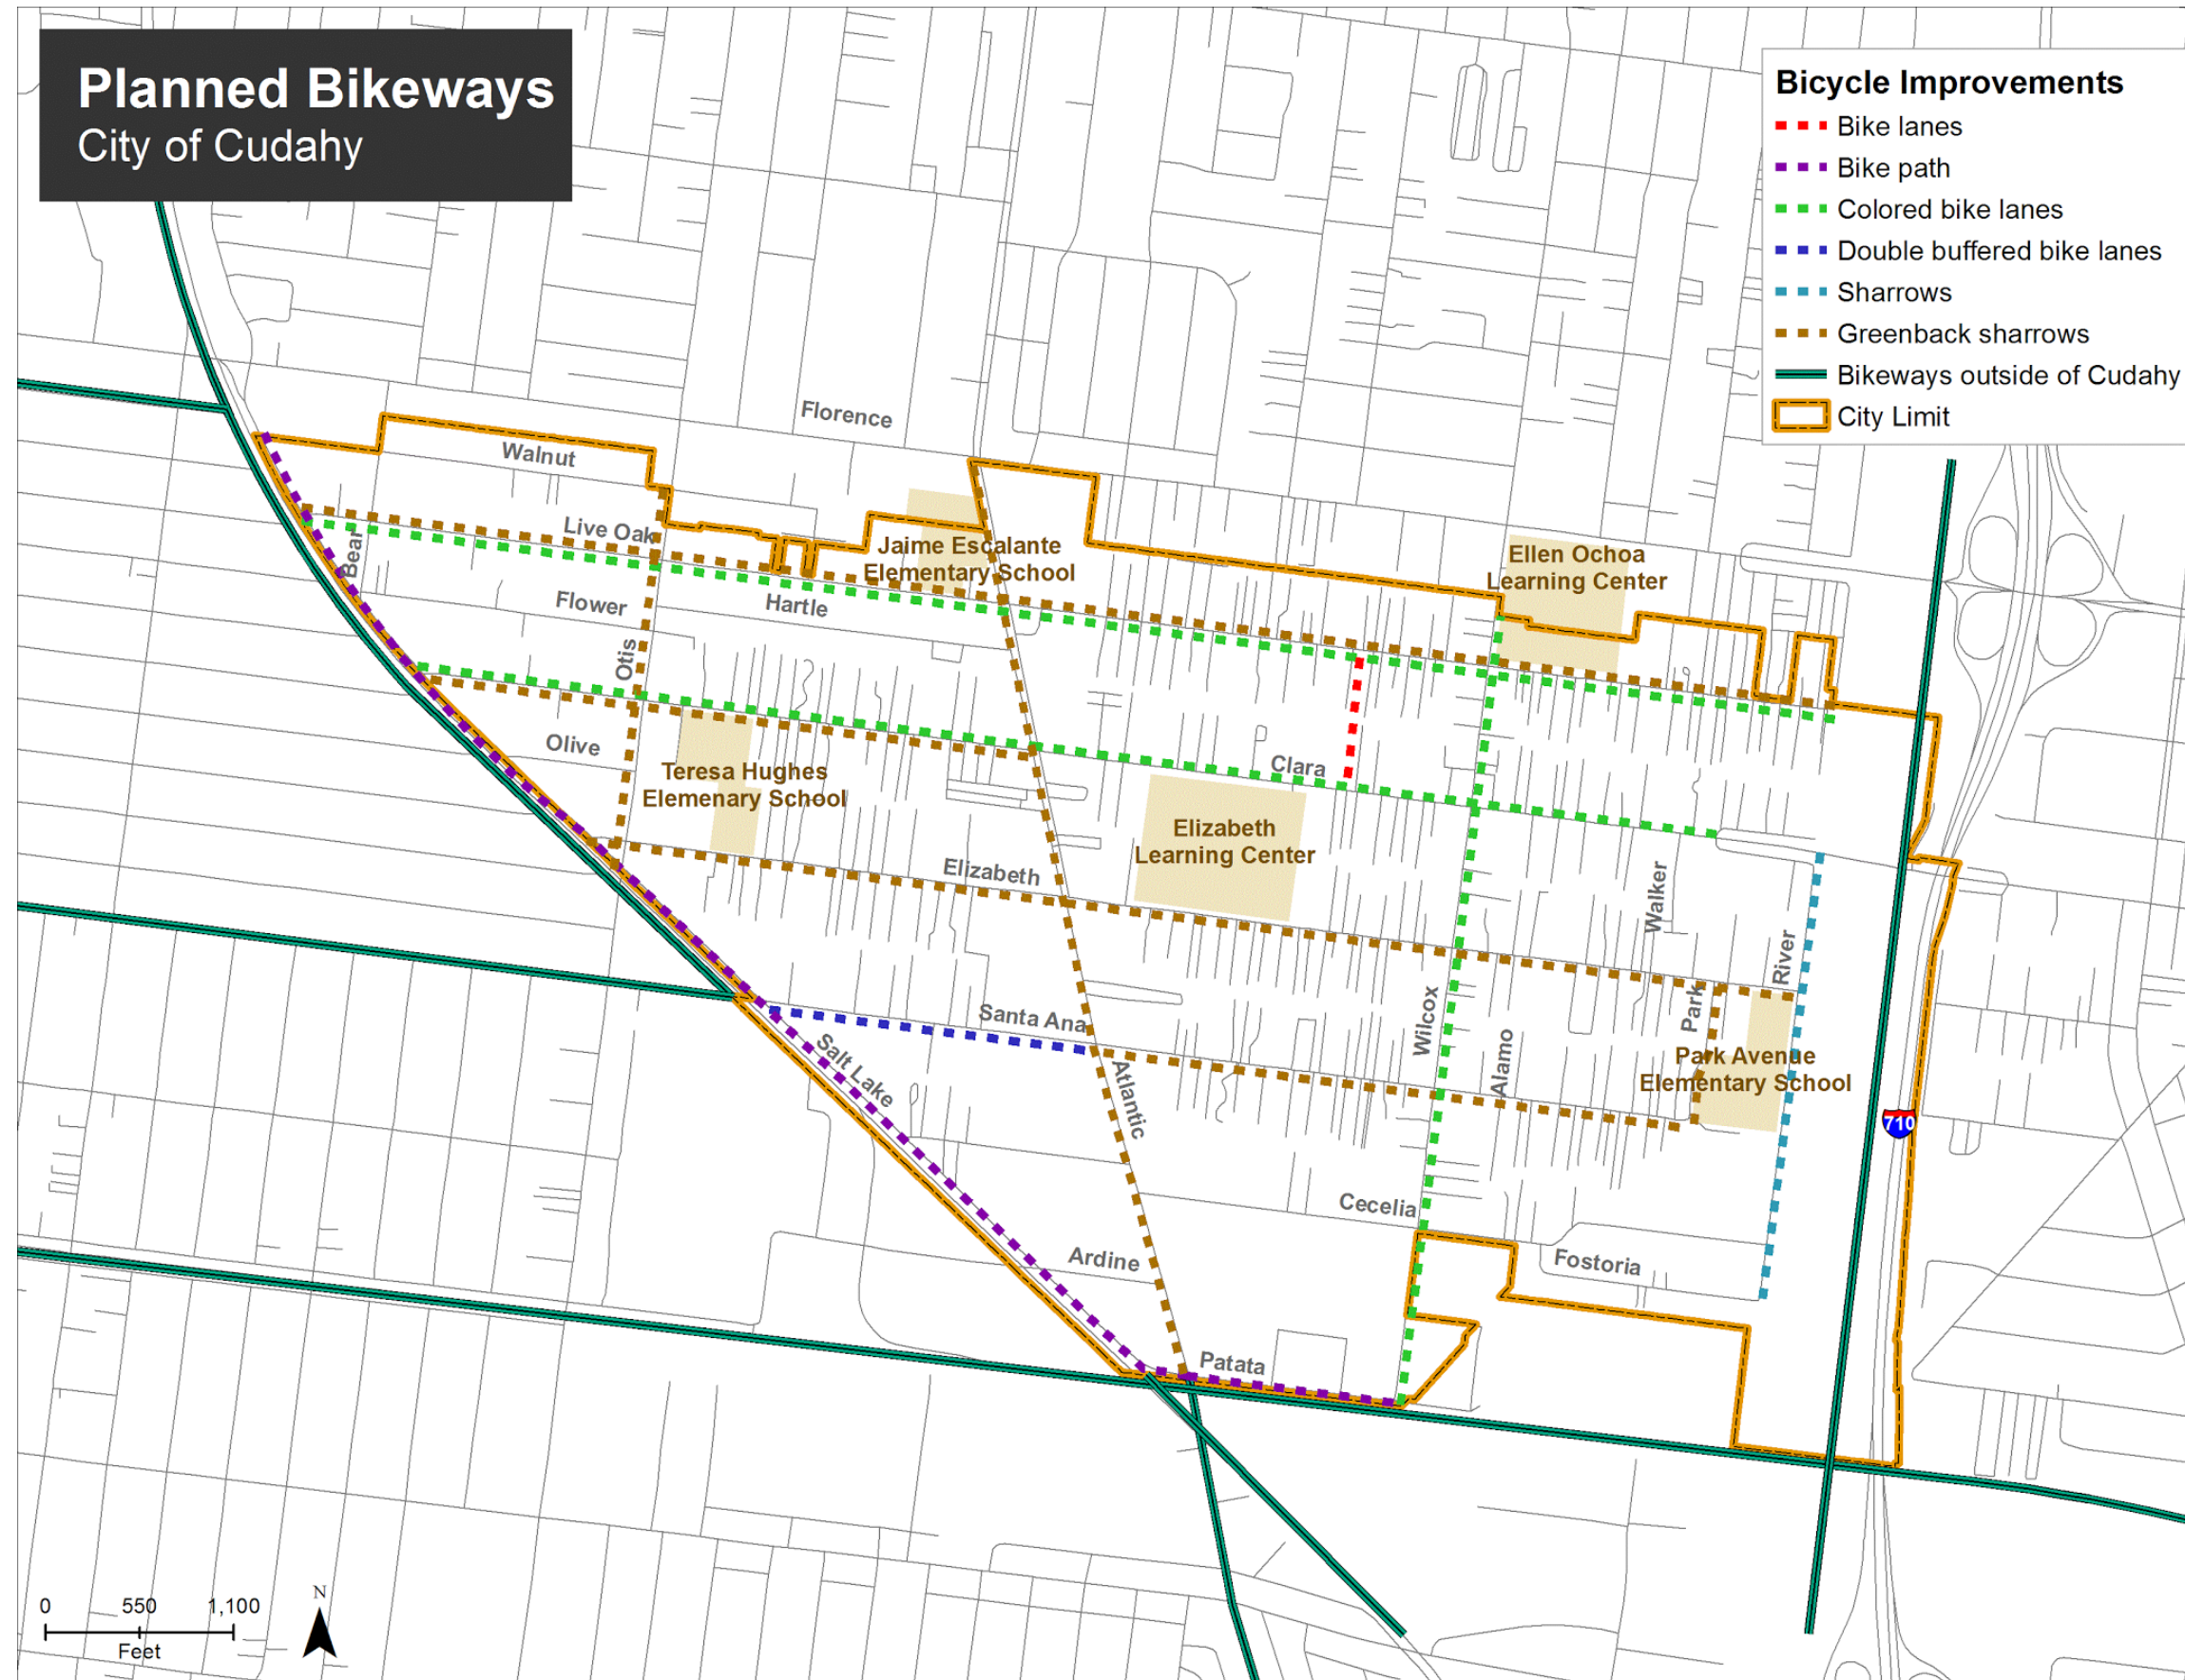 Planned Bikeways
City of Cudahy
Bicycle Improvements
Bike lanes
Bike path
Colored bike lanes
Double buffered bike lanes
Sharrows
Greenback sharrows
Bikeways outside of Cudahy
City Limit
Florence
Walnut
Live Oak
Bear
Jaime Escalante
Elementary School
Ellen Ochoa
Learning Center
Flower
Hartle
Otis
Olive
Teresa Hughes
Elemenary School
Clara
Elizabeth
Learning Center
Elizabeth
Walker
River
Park
Santa Ana
Wilcox
Alamo
Park Avenue
Elementary School
Salt Lake
Atlantic
710
Cecelia
Ardine
Fostoria
Patata
0 550 1,100
Feet
N